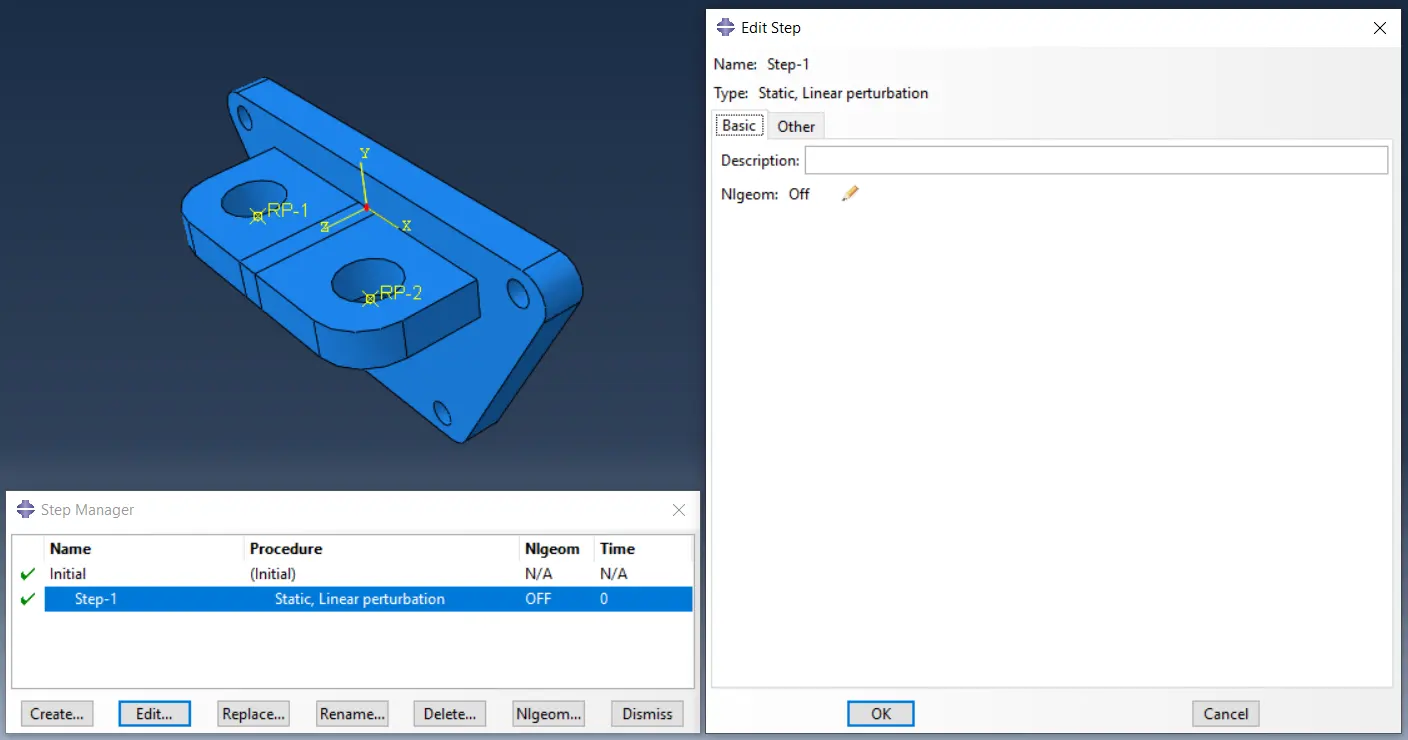 Y
RP-1
Z
X
RP-2
Step Manager
Name Procedure Nlgeom Time
Initial (Initial) N/A N/A
Step-1 Static, Linear perturbation OFF 0
Create... Edit... Replace... Rename... Delete... Nlgeom... Dismiss
Edit Step
Name: Step-1
Type: Static, Linear perturbation
Basic Other
Description:
Nlgeom: Off
OK Cancel